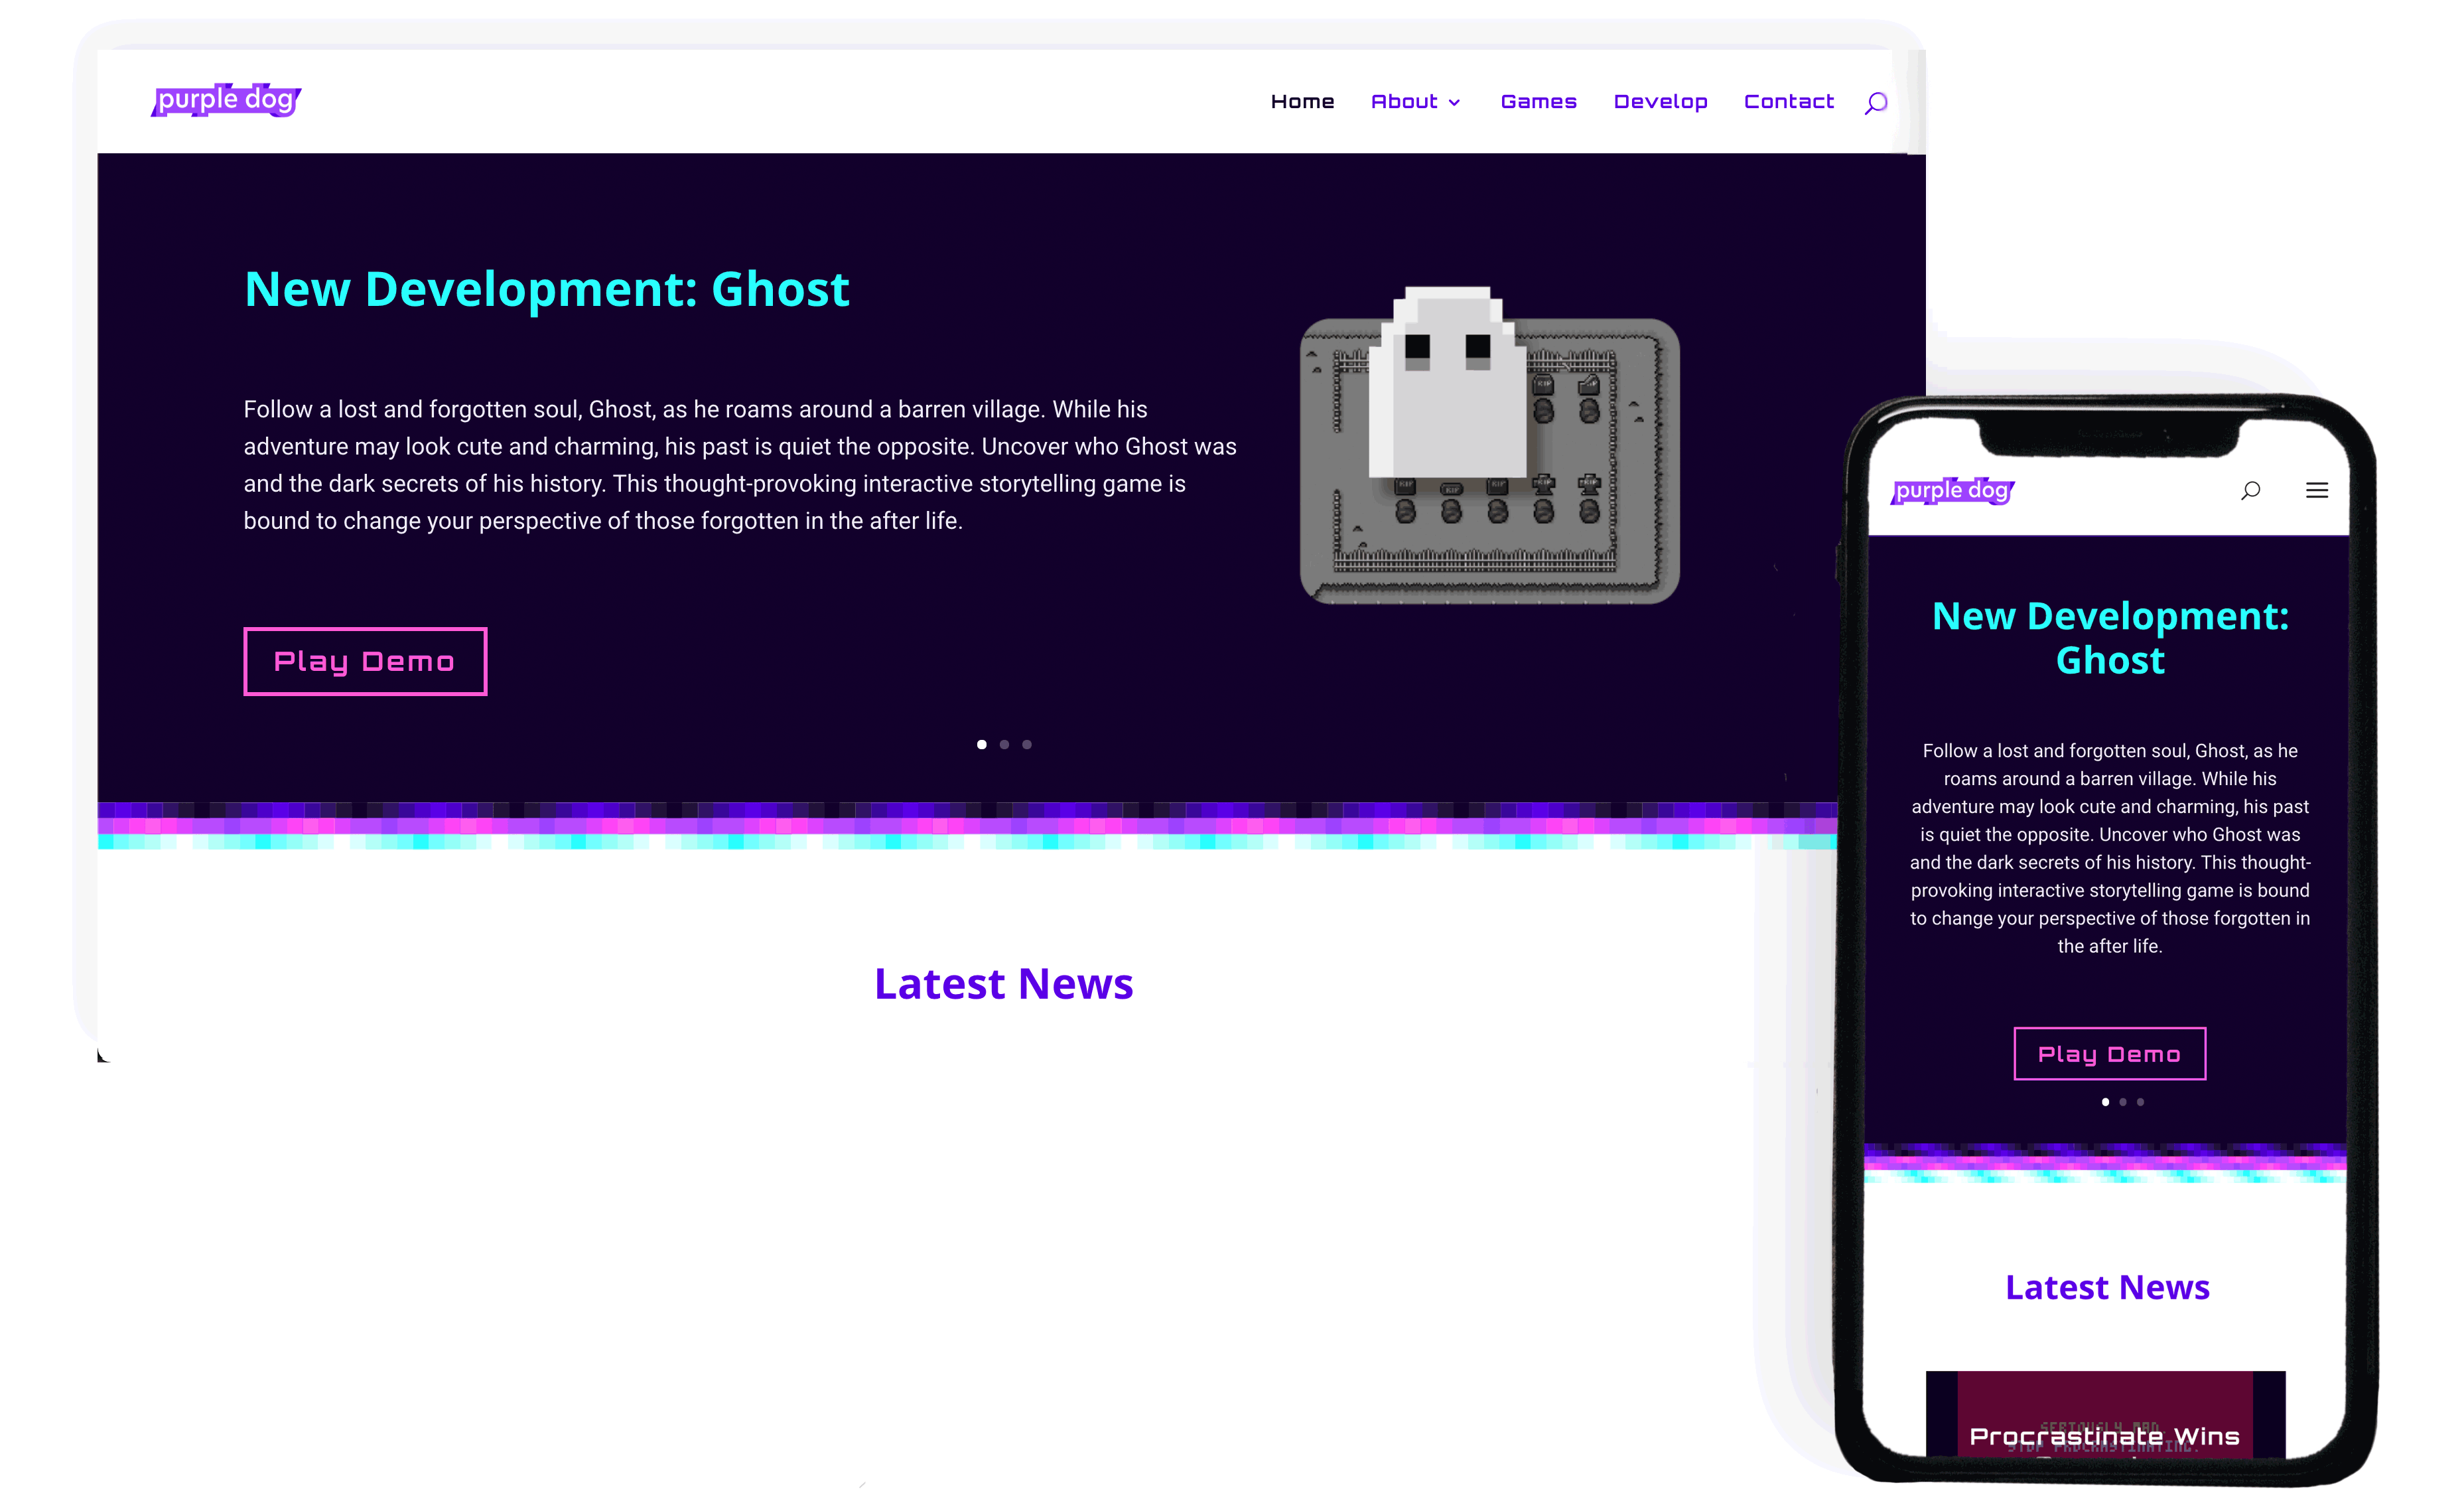 purple dog
Home About Games Develop Contact
New Development: Ghost
Follow a lost and forgotten soul, Ghost, as he roams around a barren village. While his
adventure may look cute and charming, his past is quiet the opposite. Uncover who Ghost was
and the dark secrets of his history. This thought-provoking interactive storytelling game is
bound to change your perspective of those forgotten in the after life.
RIP
RIP RIP
Play Demo
Latest News
purple dog
New Development:
Ghost
Follow a lost and forgotten soul, Ghost, as he
roams around a barren village. While his
adventure may look cute and charming, his past
is quiet the opposite. Uncover who Ghost was
and the dark secrets of his history. This thought-
provoking interactive storytelling game is bound
to change your perspective of those forgotten in
the after life.
Play Demo
Latest News
SERIOUSLY BRO.
Procrastinate Wins
STOP PROCRASTINATING.